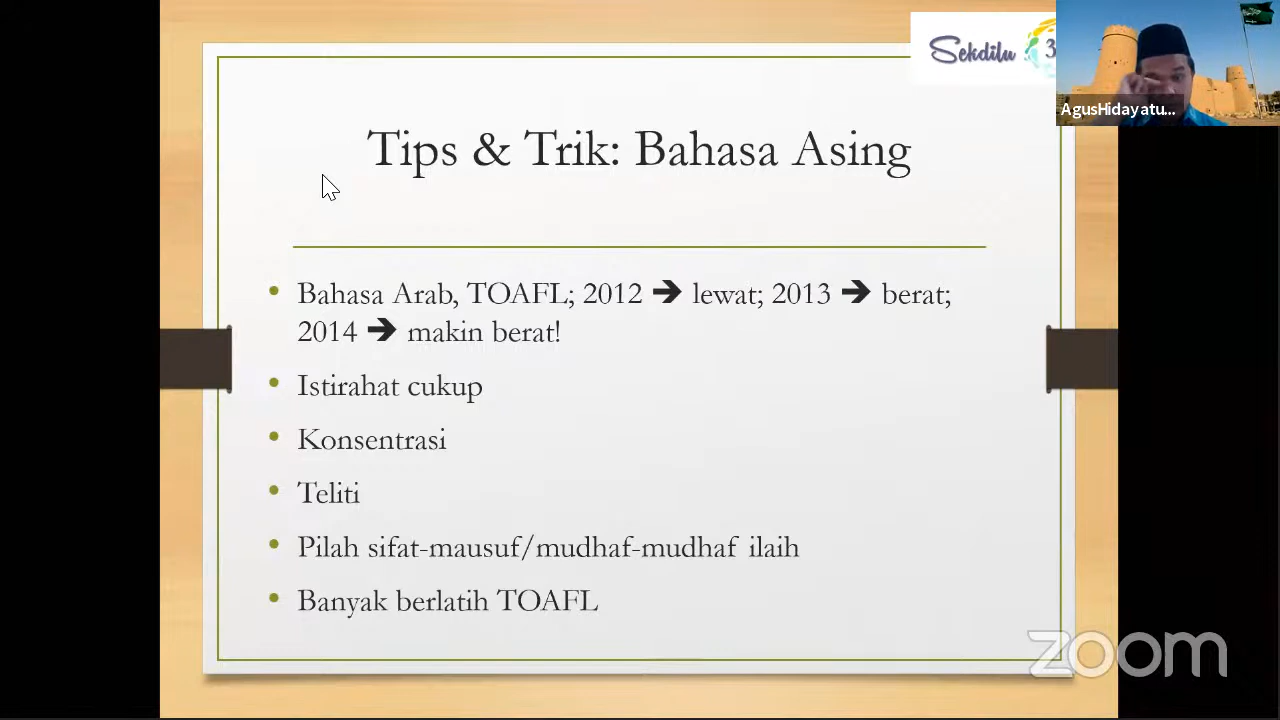 Sekdilu 3
AgusHidayatu...
Tips & Trik: Bahasa Asing
• Bahasa Arab, TOAFL; 2012 ➔ lewat; 2013 ➔ berat;
2014 ➔ makin berat!
• Istirahat cukup
• Konsentrasi
• Teliti
• Pilah sifat-mausuf/mudhaf-mudhaf ilaih
• Banyak berlatih TOAFL
zoom